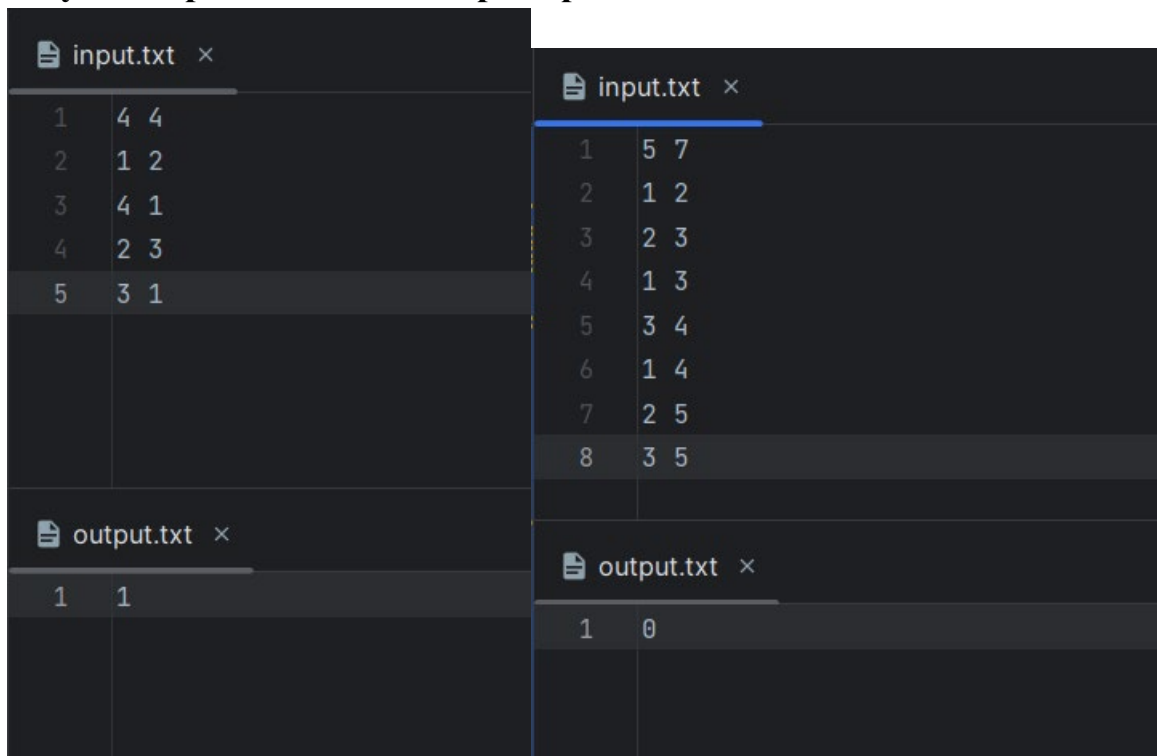 input.txt ×
1 4 4
2 1 2
3 4 1
4 2 3
5 3 1
output.txt ×
1 1
input.txt ×
1 5 7
2 1 2
3 2 3
4 1 3
5 3 4
6 1 4
7 2 5
8 3 5
output.txt ×
1 0